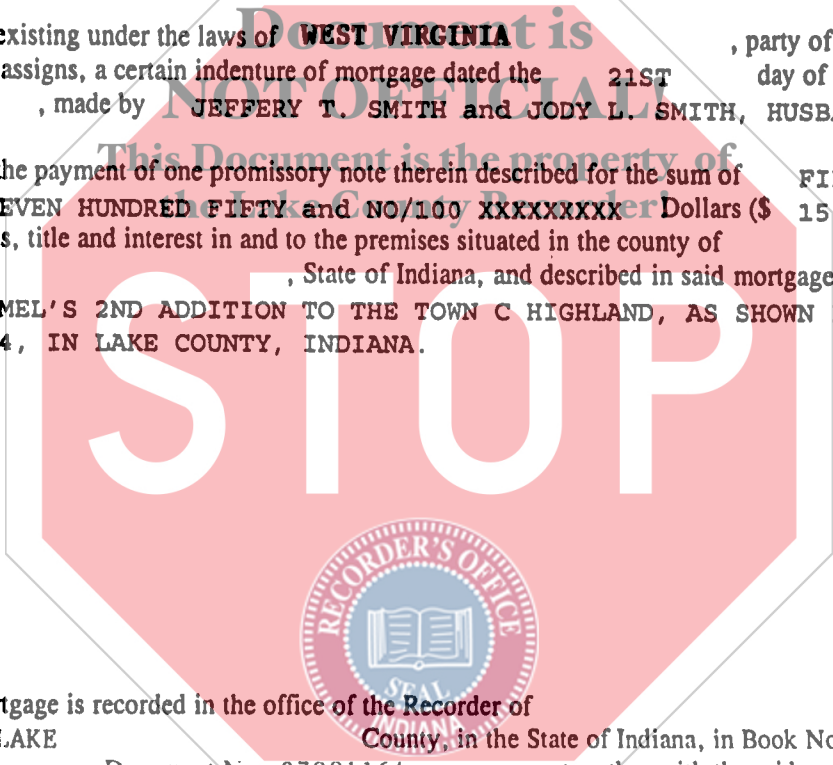 existing under the laws of WEST VIRGINIA , party of
assigns, a certain indenture of mortgage dated the 21ST day of
, made by JEFFERY T. SMITH and JODY L. SMITH, HUSBA
the payment of one promissory note therein described for the sum of FI
EVEN HUNDRED FIFTY and NO/100 XXXXXXXXX Dollars ($ 15
s, title and interest in and to the premises situated in the county of
, State of Indiana, and described in said mortgage
MEL'S 2ND ADDITION TO THE TOWN C HIGHLAND, AS SHOWN
4, IN LAKE COUNTY, INDIANA.
rtgage is recorded in the office of the Recorder of
LAKE County, in the State of Indiana, in Book No
Document is
NOT OFFICIAL!
This Document is the property of
the Lake County Recorder!
STOP
RECORDER'S OFFICE
SEAL
INDIANA